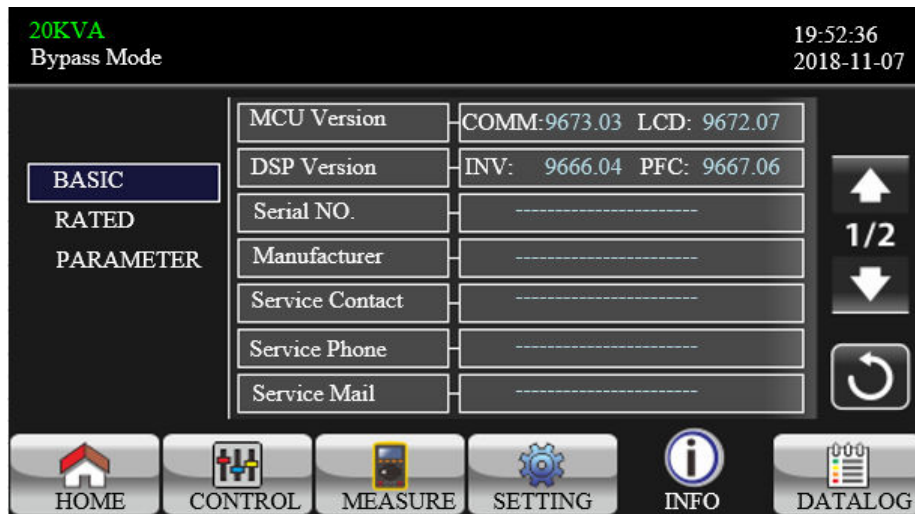 20KVA
Bypass Mode
19:52:36
2018-11-07
BASIC
RATED
PARAMETER
MCU Version COMM:9673.03 LCD: 9672.07
DSP Version INV: 9666.04 PFC: 9667.06
Serial NO. ----------------------
Manufacturer ----------------------
Service Contact ----------------------
Service Phone ----------------------
Service Mail ----------------------
1/2
HOME CONTROL MEASURE SETTING INFO DATALOG